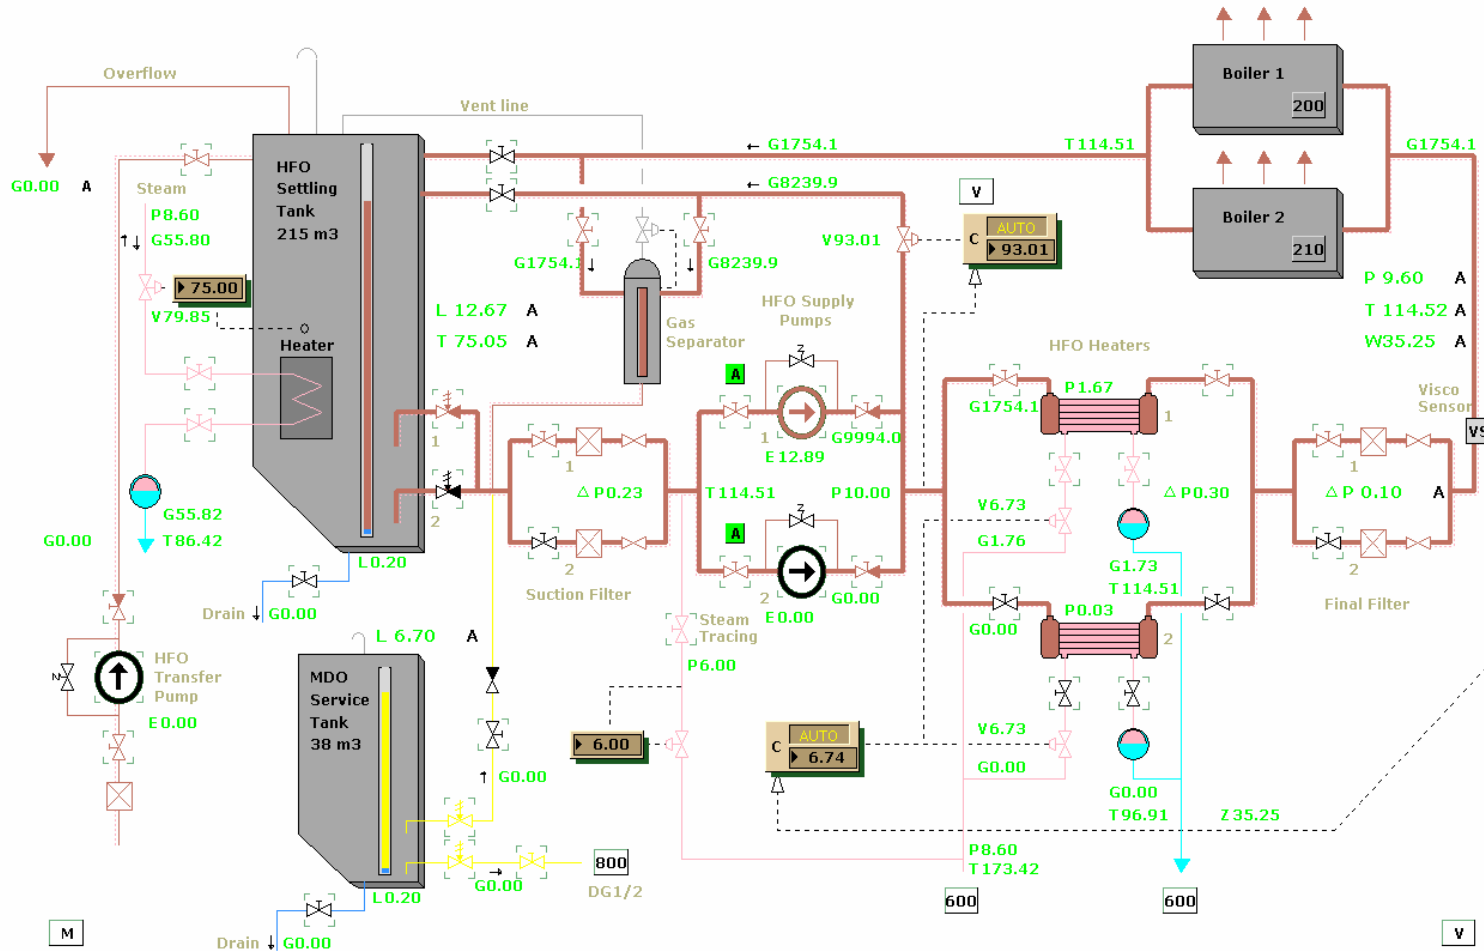 Overflow
Vent line
G0.00 A
Steam
P8.60
G55.80
75.00
V79.85
HFO
Settling
Tank
215 m3
Heater
L 12.67 A
T 75.05 A
G1754.1
G8239.9
G1754.1
G8239.9
Gas
Separator
T114.51
G1754.1
Boiler 1
200
Boiler 2
210
V
C
AUTO
93.01
V93.01
HFO Supply
Pumps
A
Z
1
E12.89
G9994.0
T114.51
P10.00
A
Z
2
E0.00
G0.00
1
2
1
△ P0.23
2
Suction Filter
HFO Heaters
P1.67
G1754.1
1
V6.73
G1.76
△ P0.30
G1.73
T114.51
P0.03
G0.00
2
V6.73
G0.00
G0.00
T96.91
Z35.25
P 9.60 A
T 114.52 A
W35.25 A
Visco
Sensor
VS
1
△ P 0.10 A
2
Final Filter
G55.82
T86.42
G0.00
L0.20
Drain
G0.00
HFO
Transfer
Pump
Z
E0.00
L 6.70 A
MDO
Service
Tank
38 m3
G0.00
L0.20
G0.00
800
DG1/2
Drain
G0.00
Steam
Tracing
P6.00
6.00
C
AUTO
6.74
P8.60
T173.42
600
600
M
V